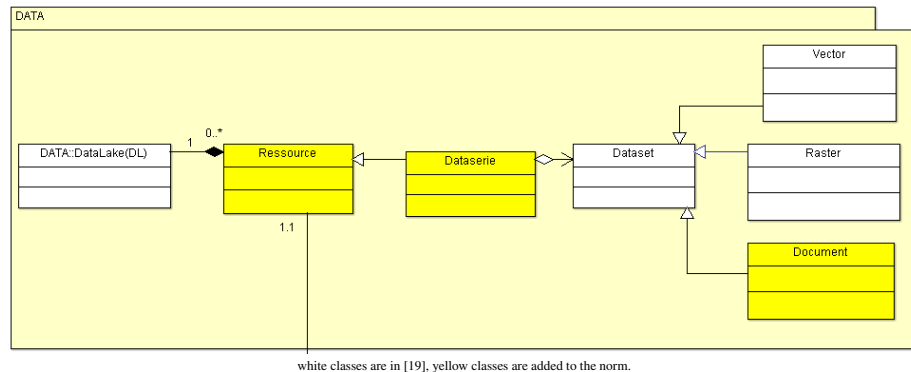 DATA
Vector
0..*
1
DATA::DataLake(DL)
Ressource
Dataserie
Dataset
Raster
1.1
Document
white classes are in [19], yellow classes are added to the norm.